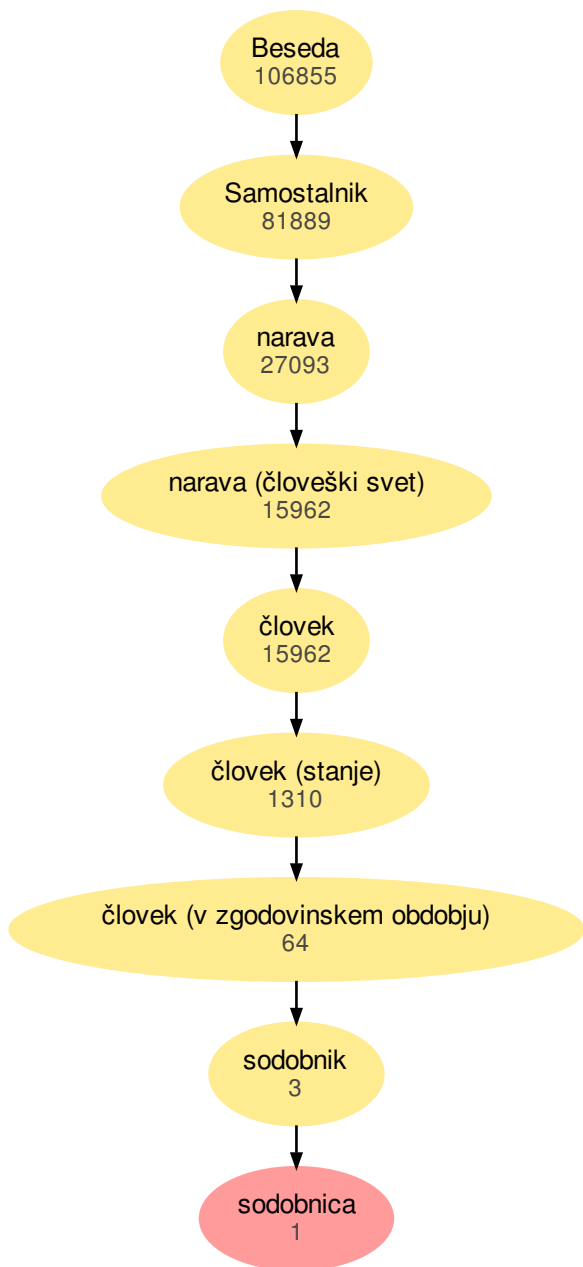 Beseda
106855
Samostalnik
81889
narava
27093
narava (človeški svet)
15962
človek
15962
človek (stanje)
1310
človek (v zgodovinskem obdobju)
64
sodobnik
3
sodobnica
1